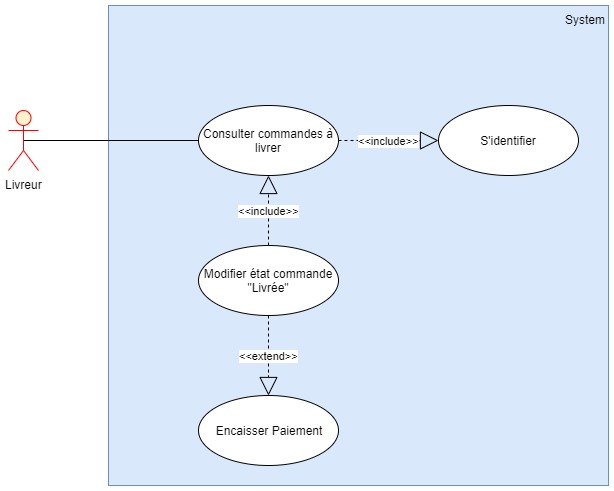 System
Consulter commandes à
livrer
<<include>>
S'identifier
Livreur
<<include>>
Modifier état commande
"Livrée"
<<extend>>
Encaisser Paiement